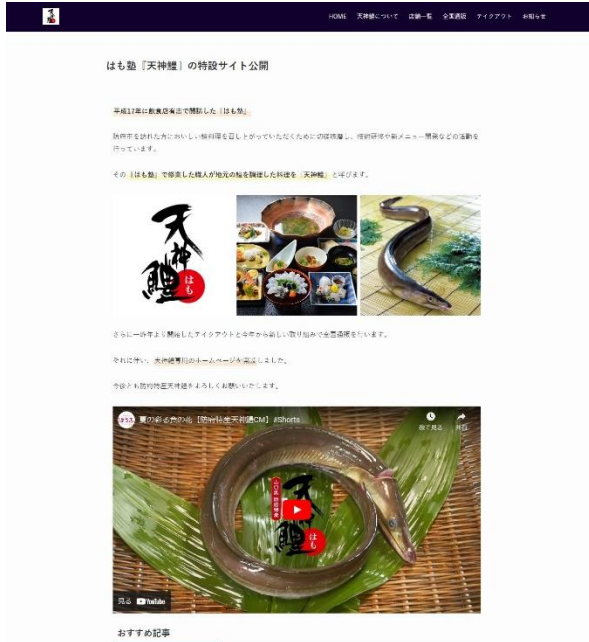 HOME 天神鱧について 店舗一覧 全国通販 テイクアウト お知らせ
はも塾『天神鱧』の特設サイト公開
平成17年に飲食店有志で開設した『はも塾』
防府市を訪れた方においしい鱧料理を召し上がっていただくために切磋琢磨し、技術研修や新メニュー開発などの活動を
行っています。
その『はも塾』で修業した職人が地元の鱧を調理した料理を『天神鱧』と呼びます。
天神鱧
はも
さらに一昨年より開始したテイクアウトと今年から新しい取り組みで全国通販を行います。
それに伴い、天神鱧専用のホームページを開設しました。
今後とも防府特産天神鱧をよろしくお願いいたします。
夏の彩る食の花【防府特産天神鱧CM】#Shorts
後で見る
共有
天神鱧
はも
見る YouTube
おすすめ記事